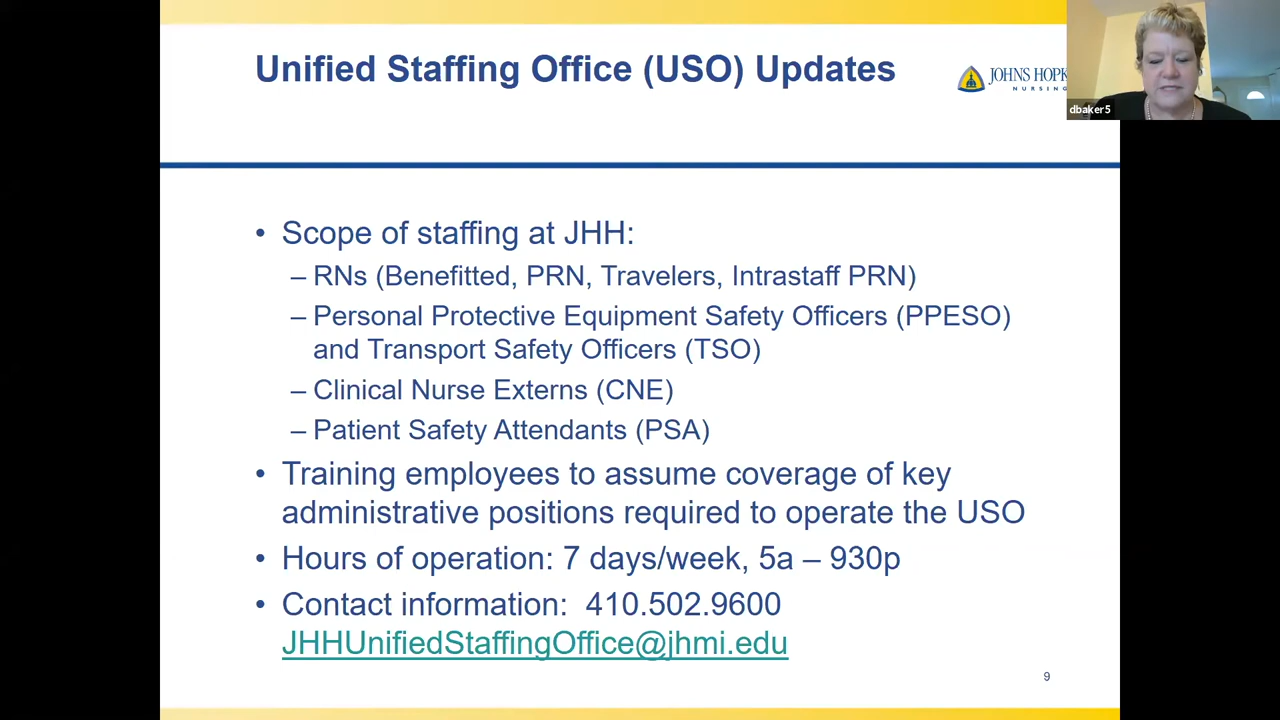 Unified Staffing Office (USO) Updates
JOHNS
NURSING
dbaker5
• Scope of staffing at JHH:
– RNs (Benefitted, PRN, Travelers, Intrastaff PRN)
– Personal Protective Equipment Safety Officers (PPESO)
and Transport Safety Officers (TSO)
– Clinical Nurse Externs (CNE)
– Patient Safety Attendants (PSA)
• Training employees to assume coverage of key
administrative positions required to operate the USO
• Hours of operation: 7 days/week, 5a – 930p
• Contact information: 410.502.9600
JHHUnifiedStaffingOffice@jhmi.edu
9